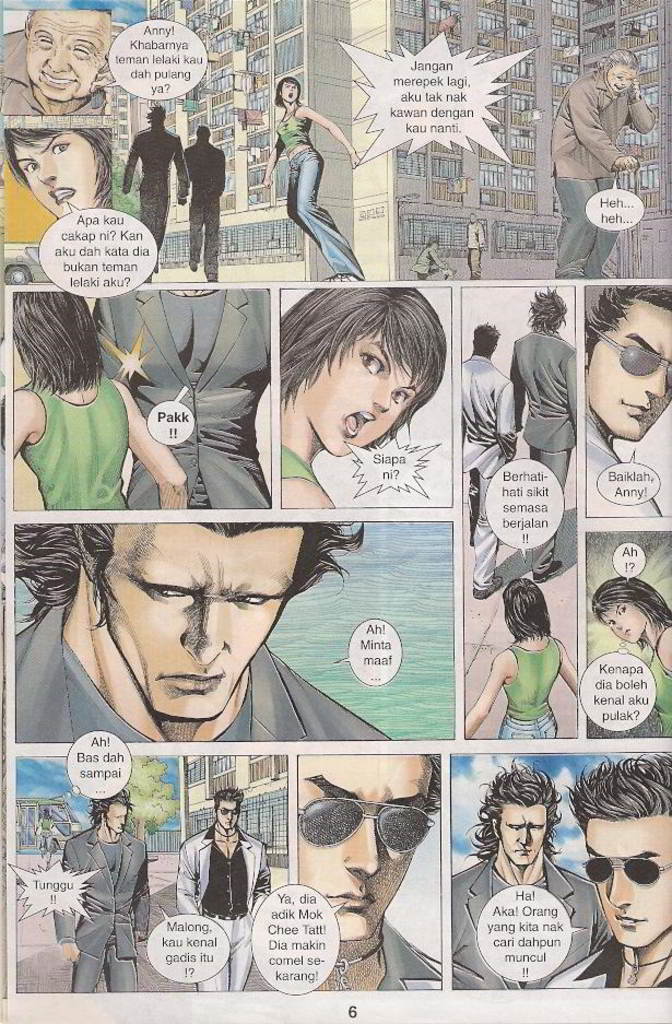 Anny!
Khabarnya
teman lelaki kau
dah pulang
ya?
Jangan
merepek lagi,
aku tak nak
kawan dengan
kau nanti.
Apa kau
cakap ni? Kan
aku dah kata dia
bukan teman
lelaki aku?
Heh...
heh...
Pakk
!!
Siapa
ni?
Berhati-
hati sikit
semasa
berjalan
!!
Baiklah,
Anny!
Ah!
Minta
maaf
...
Ah
!?
Kenapa
dia boleh
kenal aku
pulak?
Ah!
Bas dah
sampai
...
Tunggu
!!
Malong,
kau kenal
gadis itu
!?
Ya, dia
adik Mok
Chee Tatt!
Dia makin
comel se-
karang!
Ha!
Aka! Orang
yang kita nak
cari dahpun
muncul
!!
6